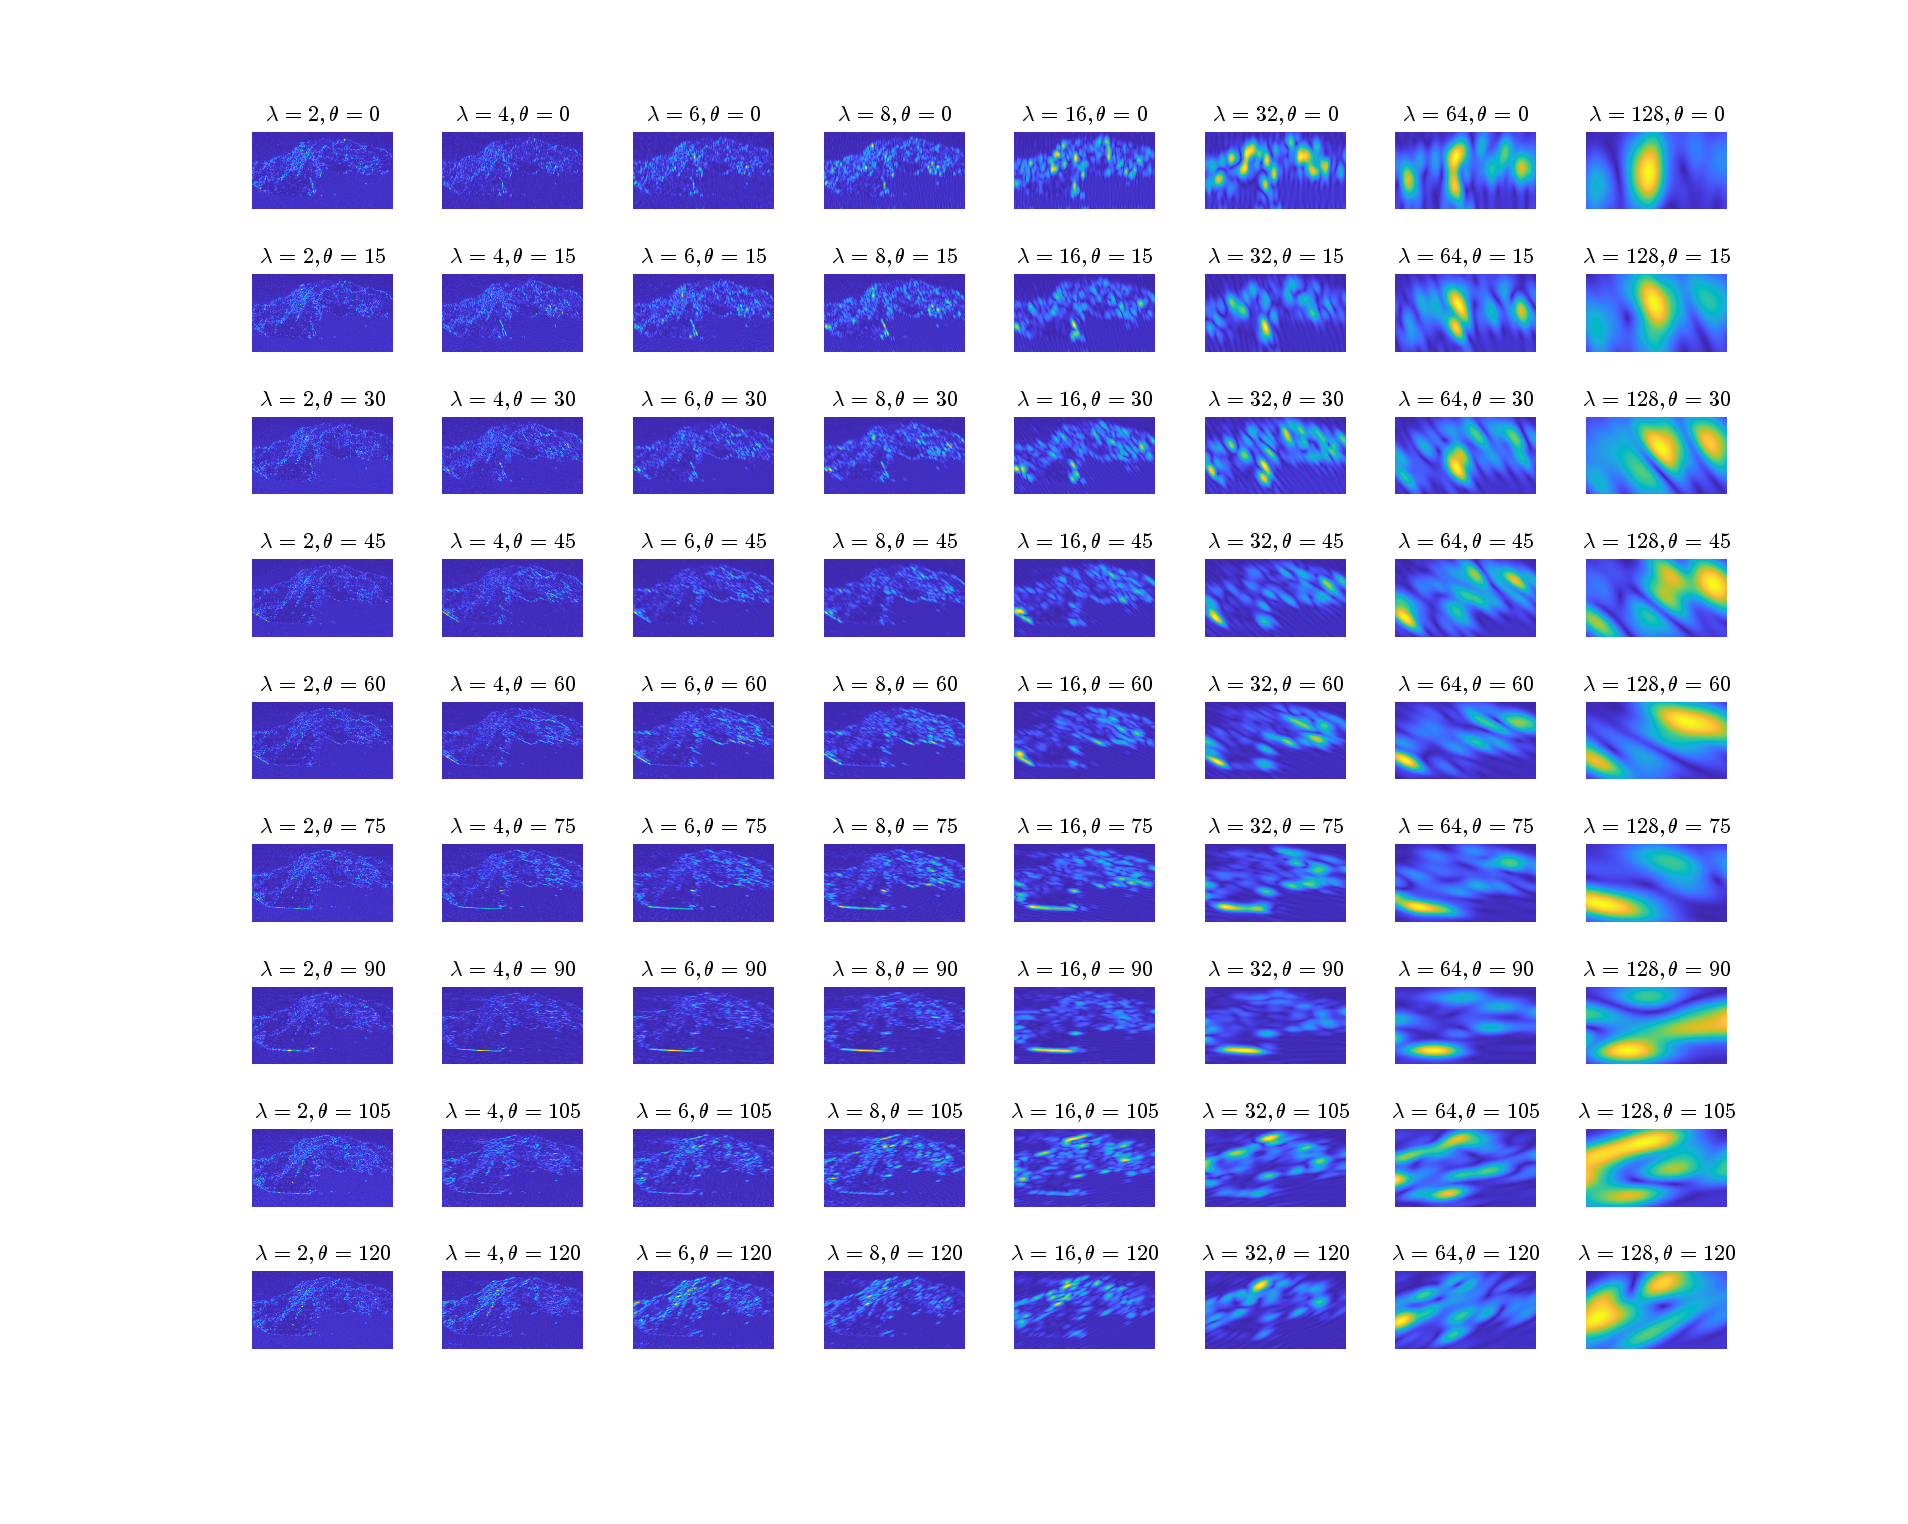 λ = 2, θ = 0 λ = 4, θ = 0 λ = 6, θ = 0 λ = 8, θ = 0 λ = 16, θ = 0 λ = 32, θ = 0 λ = 64, θ = 0 λ = 128, θ = 0
λ = 2, θ = 15 λ = 4, θ = 15 λ = 6, θ = 15 λ = 8, θ = 15 λ = 16, θ = 15 λ = 32, θ = 15 λ = 64, θ = 15 λ = 128, θ = 15
λ = 2, θ = 30 λ = 4, θ = 30 λ = 6, θ = 30 λ = 8, θ = 30 λ = 16, θ = 30 λ = 32, θ = 30 λ = 64, θ = 30 λ = 128, θ = 30
λ = 2, θ = 45 λ = 4, θ = 45 λ = 6, θ = 45 λ = 8, θ = 45 λ = 16, θ = 45 λ = 32, θ = 45 λ = 64, θ = 45 λ = 128, θ = 45
λ = 2, θ = 60 λ = 4, θ = 60 λ = 6, θ = 60 λ = 8, θ = 60 λ = 16, θ = 60 λ = 32, θ = 60 λ = 64, θ = 60 λ = 128, θ = 60
λ = 2, θ = 75 λ = 4, θ = 75 λ = 6, θ = 75 λ = 8, θ = 75 λ = 16, θ = 75 λ = 32, θ = 75 λ = 64, θ = 75 λ = 128, θ = 75
λ = 2, θ = 90 λ = 4, θ = 90 λ = 6, θ = 90 λ = 8, θ = 90 λ = 16, θ = 90 λ = 32, θ = 90 λ = 64, θ = 90 λ = 128, θ = 90
λ = 2, θ = 105 λ = 4, θ = 105 λ = 6, θ = 105 λ = 8, θ = 105 λ = 16, θ = 105 λ = 32, θ = 105 λ = 64, θ = 105 λ = 128, θ = 105
λ = 2, θ = 120 λ = 4, θ = 120 λ = 6, θ = 120 λ = 8, θ = 120 λ = 16, θ = 120 λ = 32, θ = 120 λ = 64, θ = 120 λ = 128, θ = 120